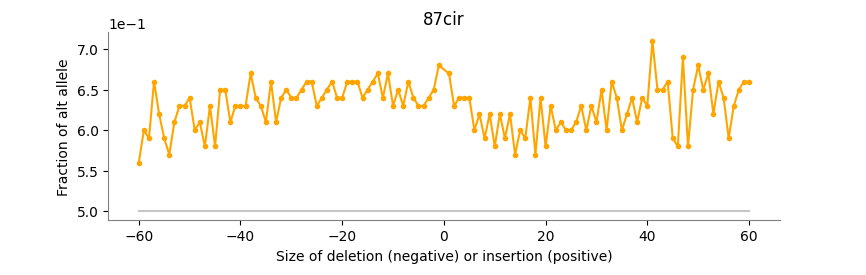 87cir
1e−1
7.0
6.5
6.0
5.5
5.0
Fraction of alt allele
−60 −40 −20 0 20 40 60
Size of deletion (negative) or insertion (positive)